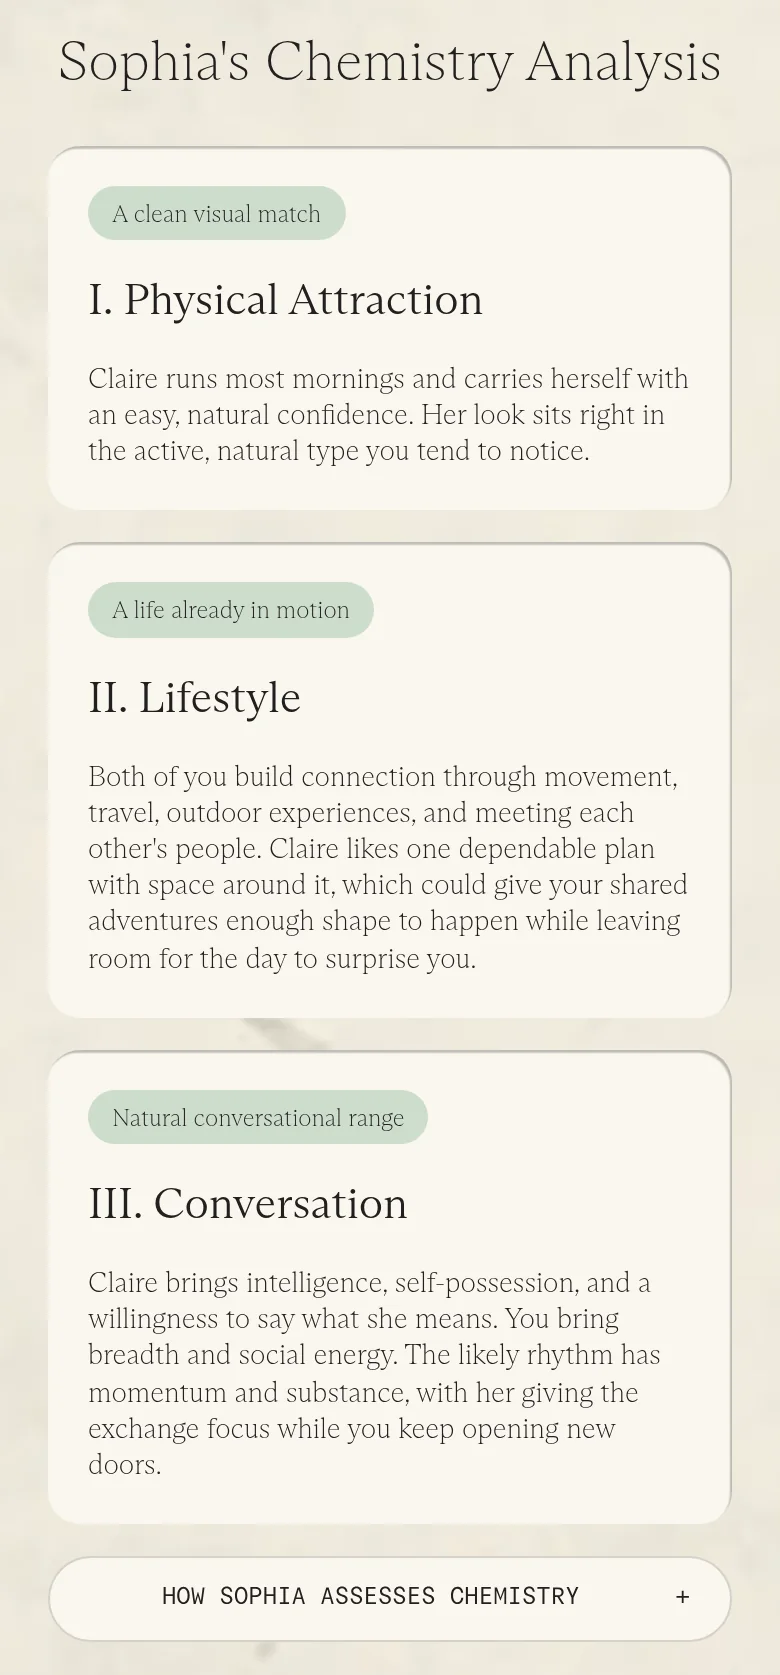 Sophia's Chemistry Analysis
A clean visual match
I. Physical Attraction
Claire runs most mornings and carries herself with
an easy, natural confidence. Her look sits right in
the active, natural type you tend to notice.
A life already in motion
II. Lifestyle
Both of you build connection through movement,
travel, outdoor experiences, and meeting each
other's people. Claire likes one dependable plan
with space around it, which could give your shared
adventures enough shape to happen while leaving
room for the day to surprise you.
Natural conversational range
III. Conversation
Claire brings intelligence, self-possession, and a
willingness to say what she means. You bring
breadth and social energy. The likely rhythm has
momentum and substance, with her giving the
exchange focus while you keep opening new
doors.
HOW SOPHIA ASSESSES CHEMISTRY +